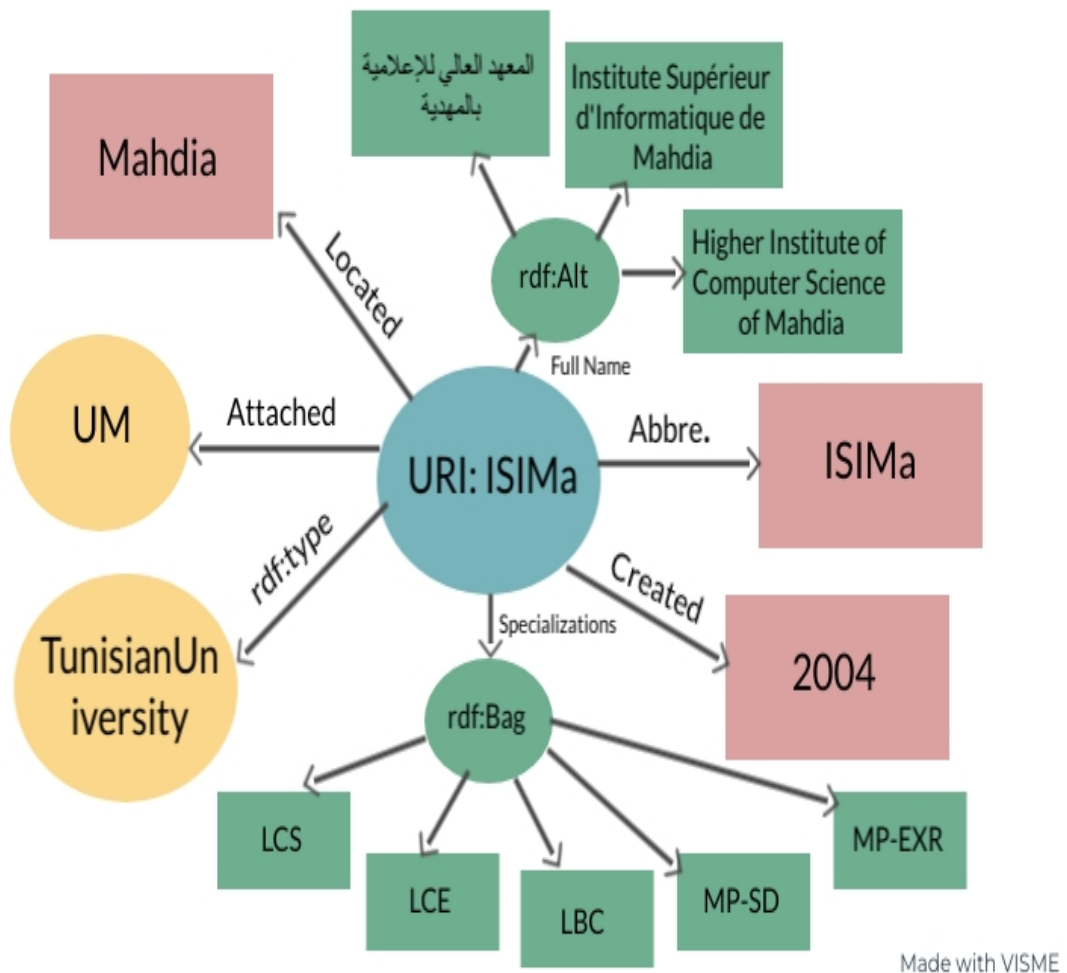 المعهد العالي للإعلامية
بالمهدية
Institute Supérieur
d'Informatique de
Mahdia
Mahdia
Higher Institute of
Computer Science
of Mahdia
rdf:Alt
Located
Full Name
UM
Attached
Abbre.
ISIMa
URI: ISIMa
rdf:type
Created
Specializations
TunisianUn
iversity
2004
rdf:Bag
LCS
LCE
LBC
MP-SD
MP-EXR
Made with VISME